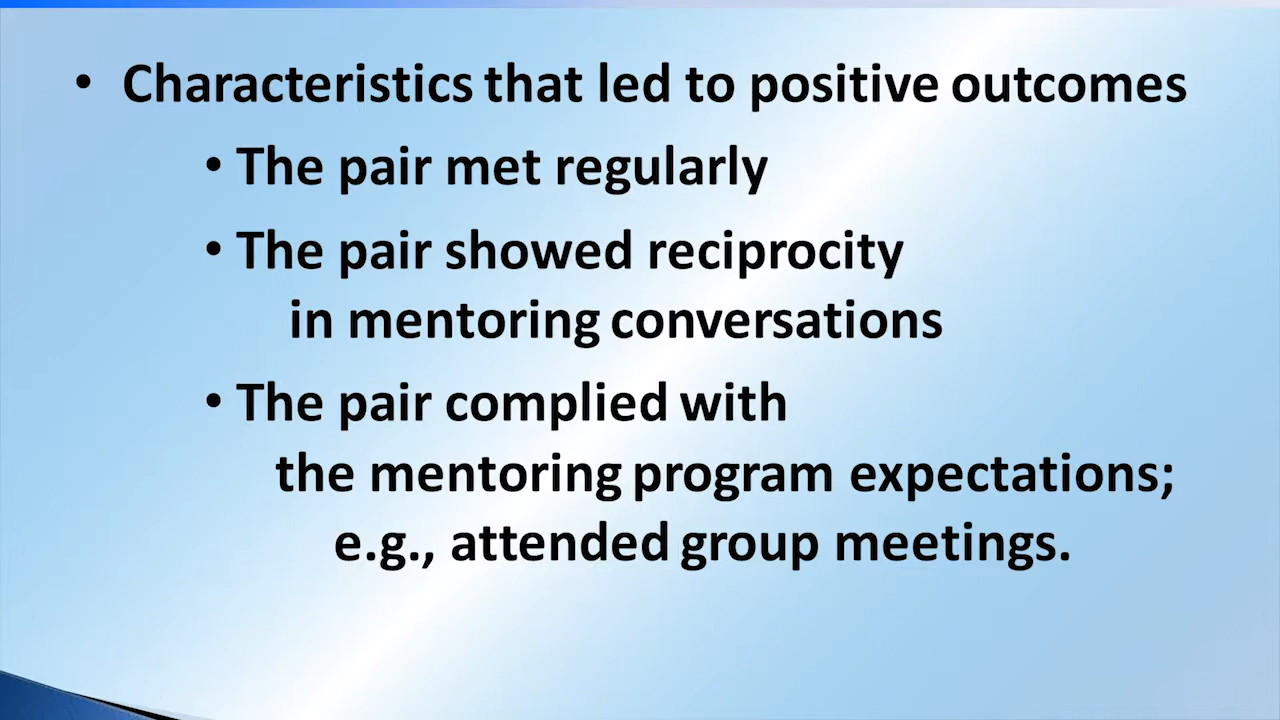 • Characteristics that led to positive outcomes
• The pair met regularly
• The pair showed reciprocity
in mentoring conversations
• The pair complied with
the mentoring program expectations;
e.g., attended group meetings.